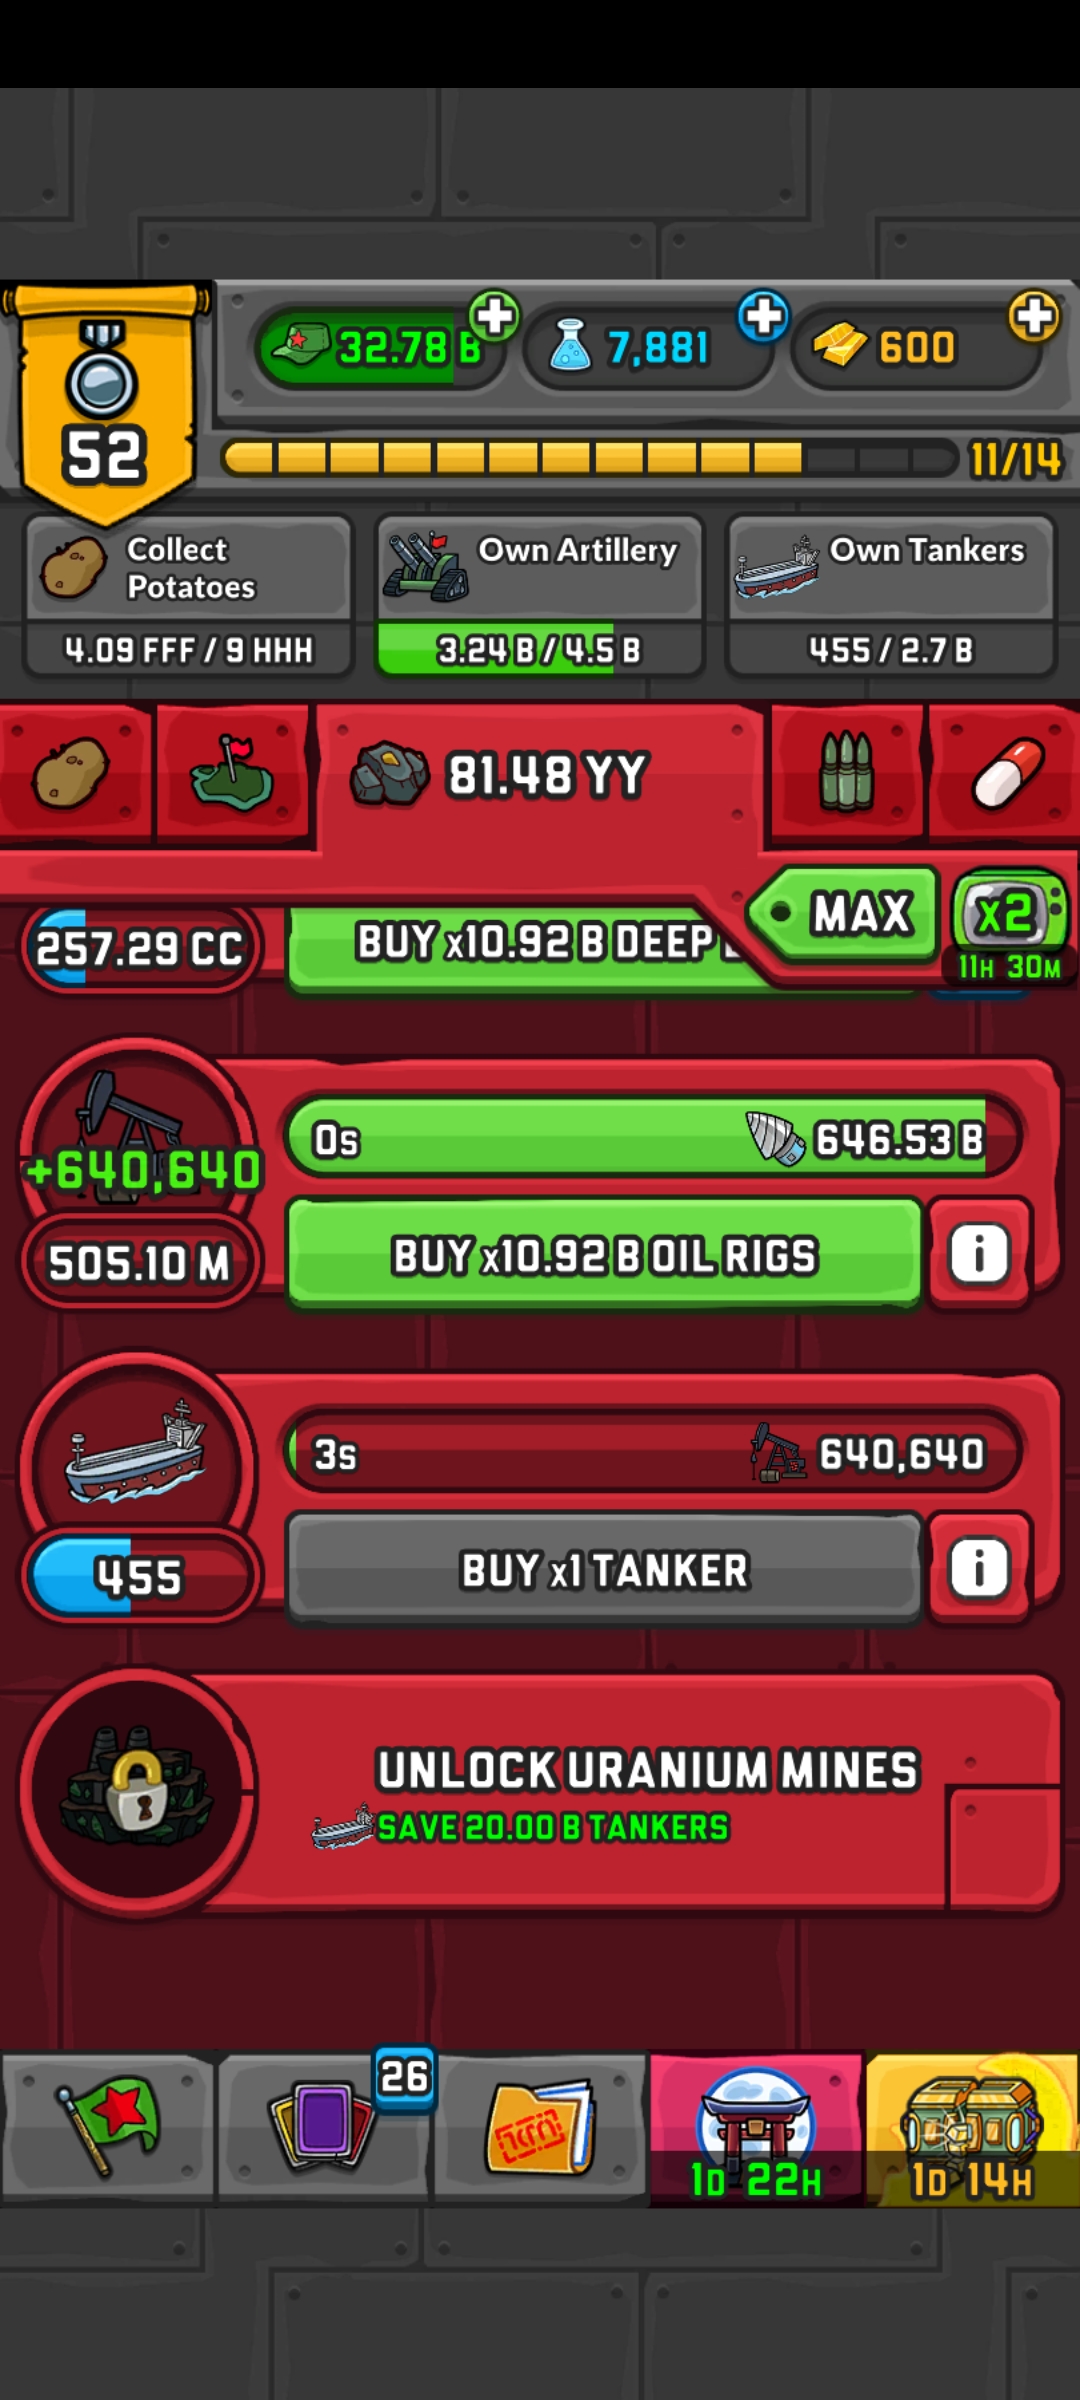 32.78 B
7,881
600
52
11/14
Collect
Potatoes
4.09 FFF / 9 HHH
Own Artillery
3.24 B / 4.5 B
Own Tankers
455 / 2.7 B
81.48 YY
MAX
x2
11H 30M
257.29 CC
BUY x10.92 B DEEP
0s
646.53 B
+640,640
505.10 M
BUY x10.92 B OIL RIGS
i
3s
640,640
455
BUY x1 TANKER
i
UNLOCK URANIUM MINES
SAVE 20.00 B TANKERS
26
1D 22H
1D 14H